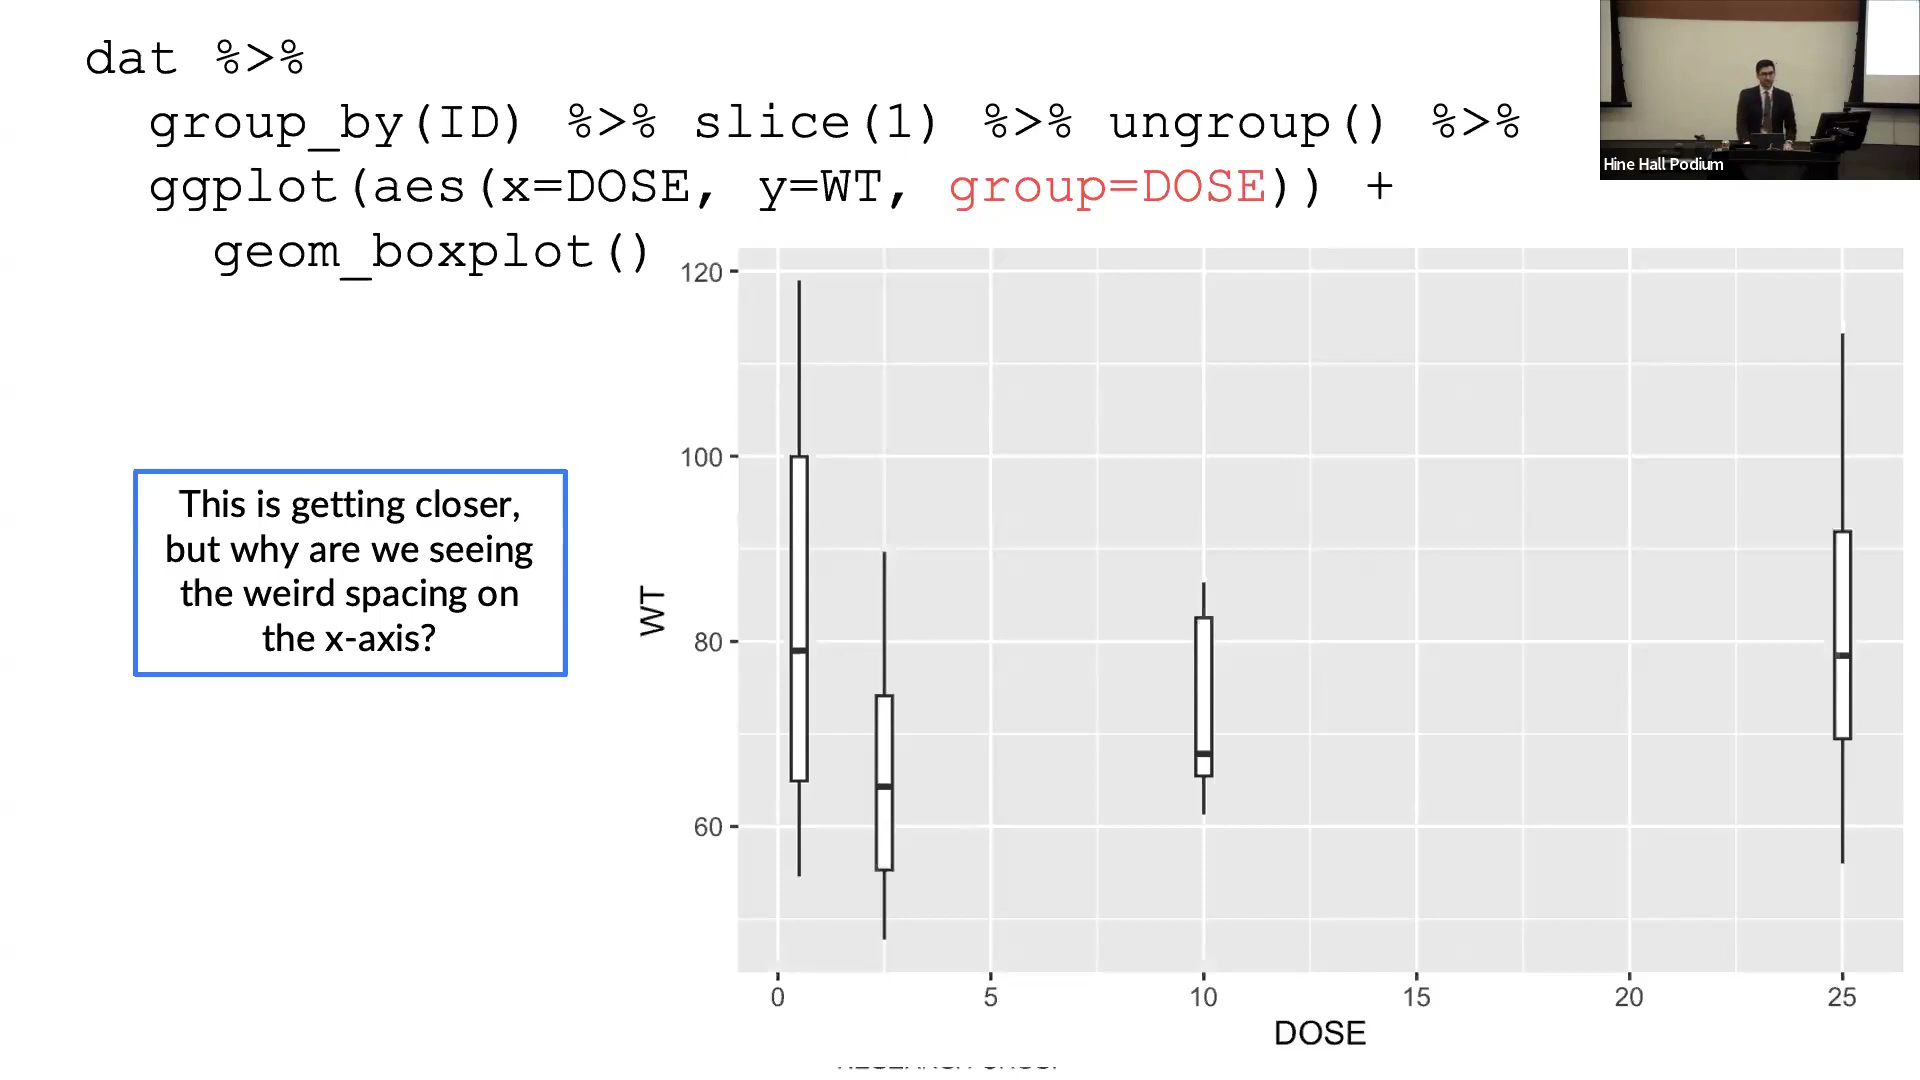 dat %>%
group_by(ID) %>% slice(1) %>% ungroup() %>%
ggplot(aes(x=DOSE, y=WT, group=DOSE)) +
geom_boxplot()
Hine Hall Podium
This is getting closer,
but why are we seeing
the weird spacing on
the x-axis?
120
100
80
60
WT
0 5 10 15 20 25
DOSE